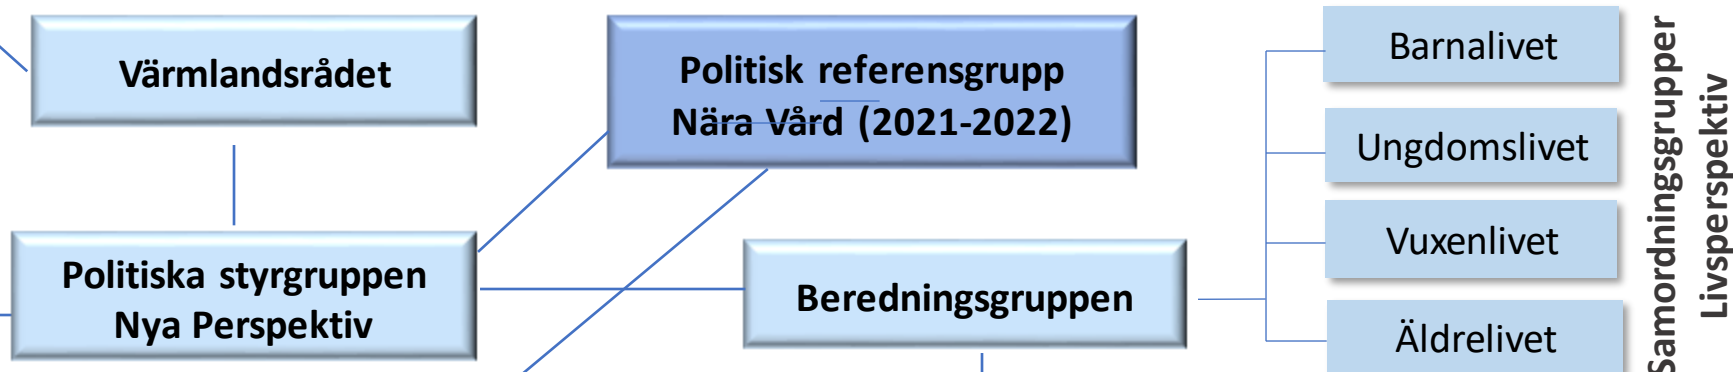 Värmlandsrådet
Politisk referensgrupp
Nära Vård (2021-2022)
Politiska styrgruppen
Nya Perspektiv
Beredningsgruppen
Barnalivet
Ungdomslivet
Vuxenlivet
Äldrelivet
Samordningsgrupper
Livsperspektiv